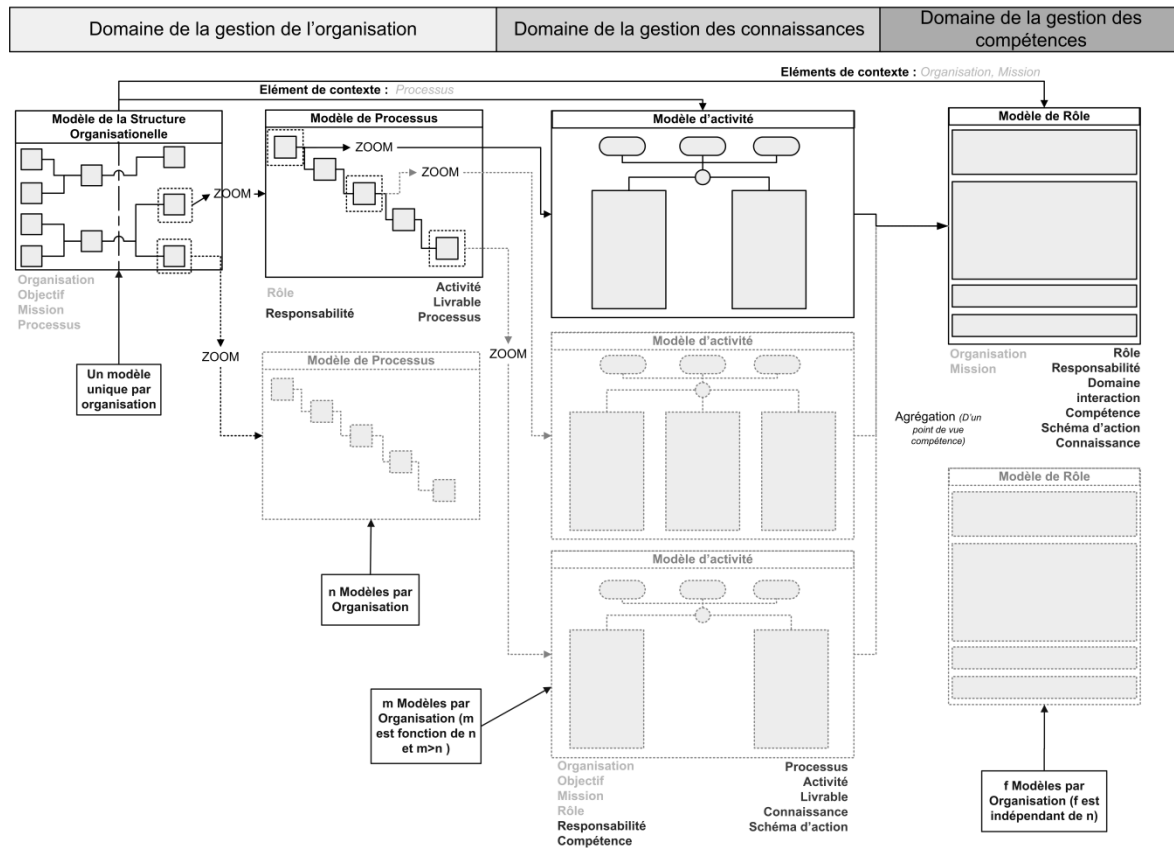 Domaine de la gestion de l'organisation
Domaine de la gestion des connaissances
Domaine de la gestion des
compétences
Eléments de contexte : Organisation, Mission
Elément de contexte : Processus
Modèle de la Structure
Organisationelle
ZOOM
Organisation
Objectif
Mission
Processus
ZOOM
Un modèle
unique par
organisation
Modèle de Processus
ZOOM
ZOOM
Rôle
Responsabilité
Activité
Livrable
Processus
ZOOM
Modèle de Processus
n Modèles par
Organisation
Modèle d'activité
Modèle d'activité
Modèle d'activité
m Modèles par
Organisation (m
est fonction de n
et m>n )
Organisation
Objectif
Mission
Rôle
Responsabilité
Compétence
Processus
Activité
Livrable
Connaissance
Schéma d'action
Agrégation (D'un
point de vue
compétence)
Modèle de Rôle
Organisation
Mission
Rôle
Responsabilité
Domaine
interaction
Compétence
Schéma d'action
Connaissance
Modèle de Rôle
f Modèles par
Organisation (f est
indépendant de n)